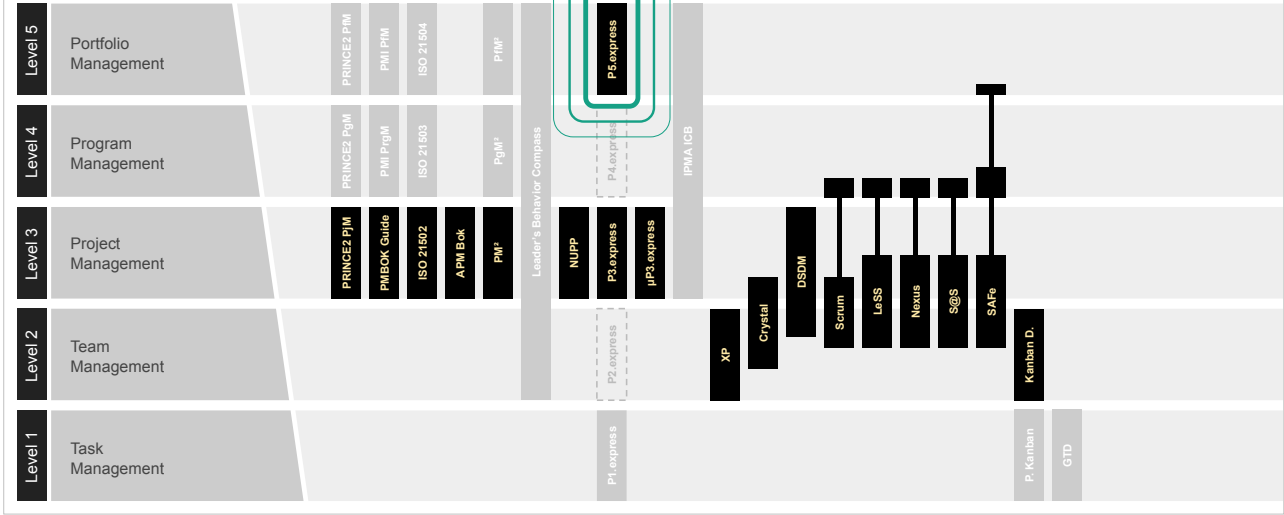 Level 5
Portfolio
Management
PRINCE2 PfM
PMI PfM
ISO 21504
PfM²
P5.express
Level 4
Program
Management
PRINCE2 PgM
PMI PrgM
ISO 21503
PgM²
Leader's Behavior Compass
P4.express
IPMA ICB
Level 3
Project
Management
PRINCE2 PjM
PMBOK Guide
ISO 21502
APM Bok
PM²
NUPP
P3.express
µP3.express
DSDM
Crystal
Scrum
LeSS
Nexus
S@S
SAFe
Level 2
Team
Management
P2.express
XP
Kanban D.
Level 1
Task
Management
P1.express
P. Kanban
GTD